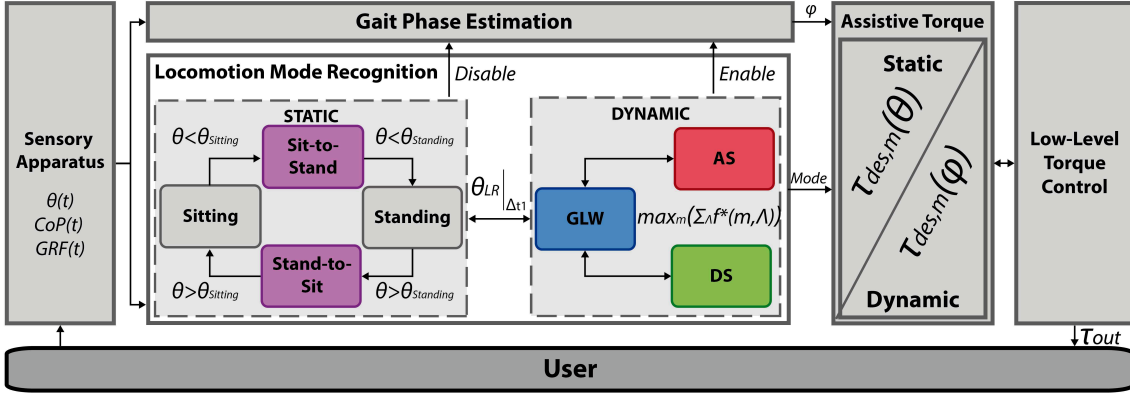 Gait Phase Estimation
φ
Assistive Torque
Locomotion Mode Recognition
Disable
Enable
Static
STATIC
DYNAMIC
Sensory
Apparatus
θ(t)
CoP(t)
GRF(t)
θ<θSitting
Sit-to-
Stand
θ<θStanding
Sitting
Standing
Stand-to-
Sit
θ>θSitting
θ>θStanding
θLR|Δt1
AS
GLW
maxm(ΣΛf*(m,Λ))
DS
Mode
τdes,m(θ)
τdes,m(φ)
Dynamic
Low-Level
Torque
Control
τout
User